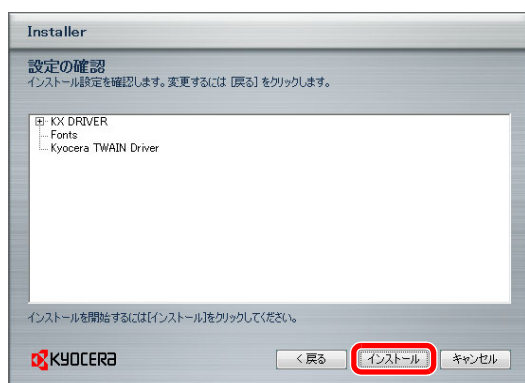 Installer
設定の確認
インストール設定を確認します。変更するには [戻る] をクリックします。
KX DRIVER
Fonts
Kyocera TWAIN Driver
インストールを開始するには[インストール]をクリックしてください。
KYOCERA
< 戻る
インストール
キャンセル